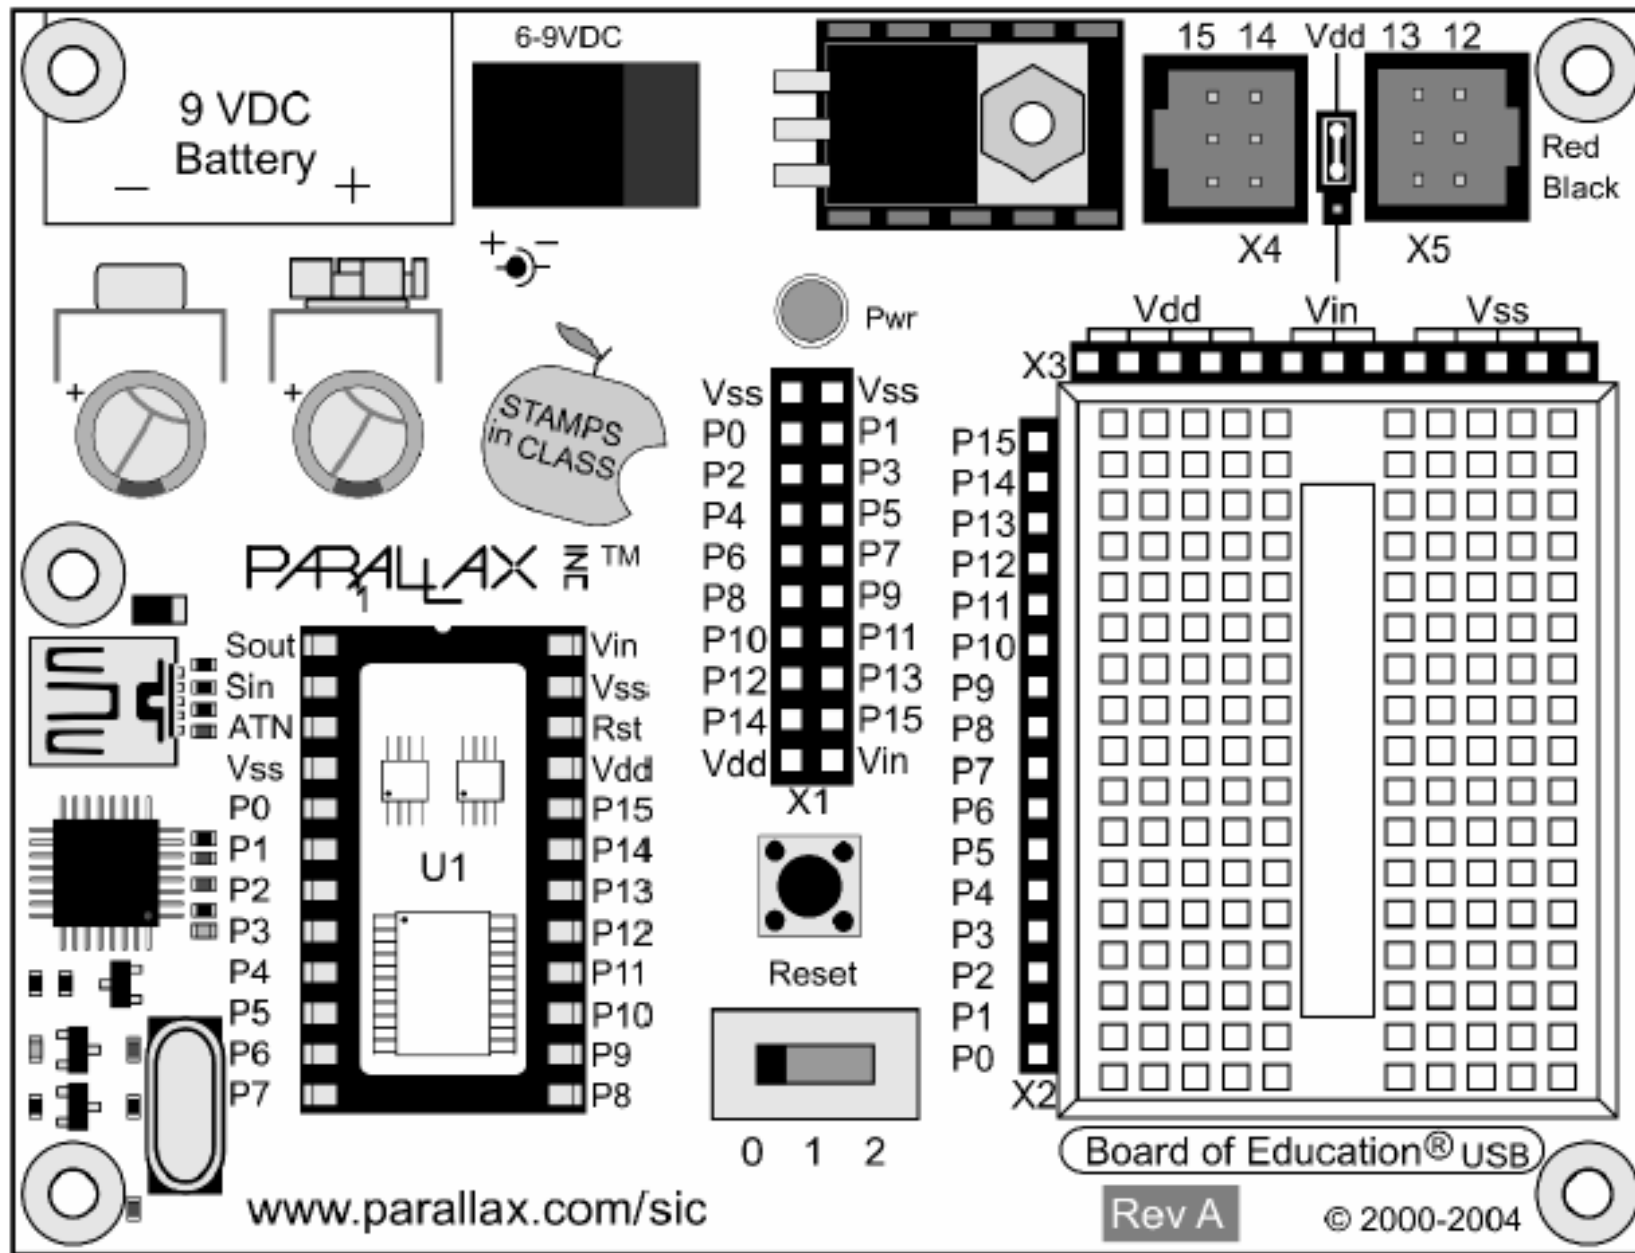 6-9VDC
9 VDC
Battery
− +
+ −
15 14 Vdd 13 12
Red
Black
X4 X5
Vdd Vin Vss
X3
Pwr
+ +
STAMPS
in CLASS
PARALLAX INC ™
1
Sout Vin
Sin Vss
ATN Rst
Vss Vdd
P0 P15
P1 P14
P2 P13
P3 P12
P4 P11
P5 P10
P6 P9
P7 P8
U1
Vss Vss
P0 P1
P2 P3
P4 P5
P6 P7
P8 P9
P10 P11
P12 P13
P14 P15
Vdd Vin
X1
Reset
0 1 2
P15
P14
P13
P12
P11
P10
P9
P8
P7
P6
P5
P4
P3
P2
P1
P0
X2
Board of Education® USB
www.parallax.com/sic
Rev A
© 2000-2004